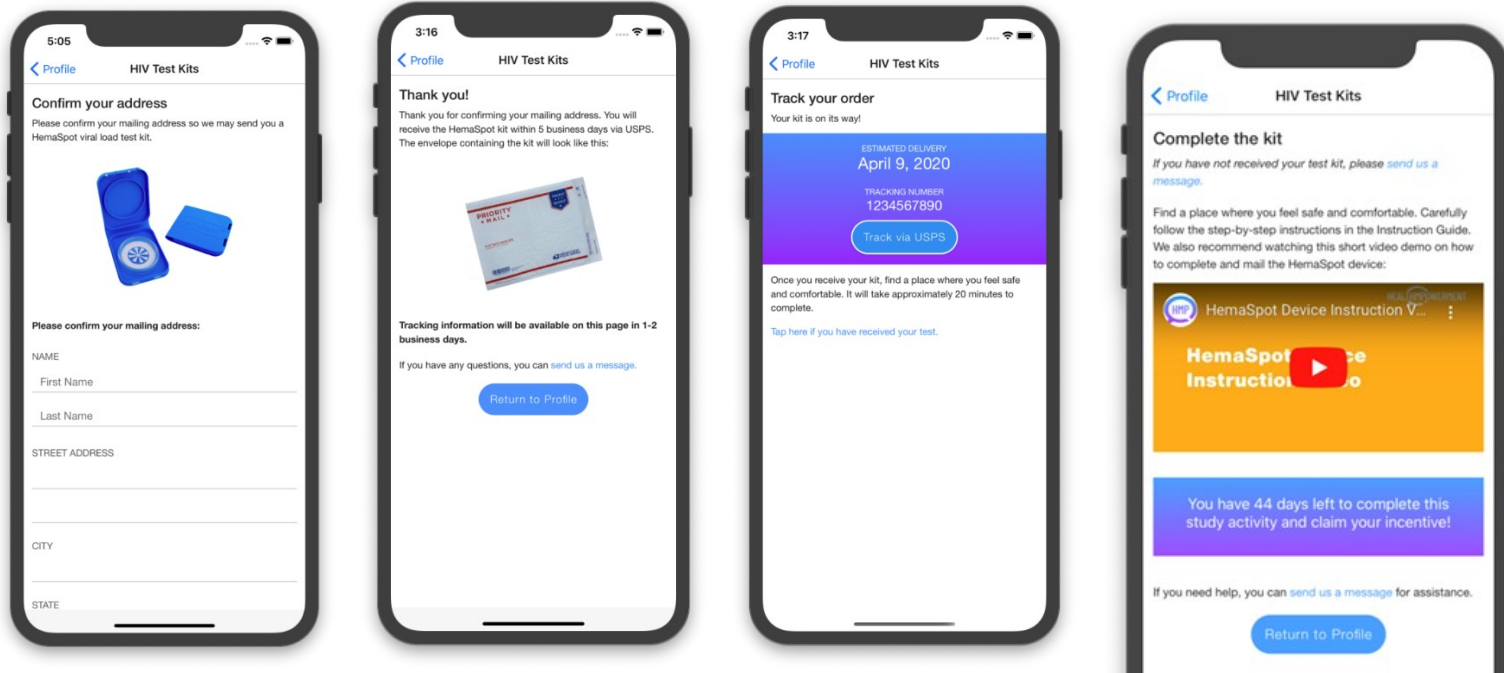 5:05
Profile
HIV Test Kits
Confirm your address
Please confirm your mailing address so we may send you a
HemaSpot viral load test kit.
Please confirm your mailing address:
NAME
First Name
Last Name
STREET ADDRESS
CITY
STATE
3:16
Profile
HIV Test Kits
Thank you!
Thank you for confirming your mailing address. You will
receive the HemaSpot kit within 5 business days via USPS.
The envelope containing the kit will look like this:
PRIORITY
MAIL
Tracking information will be available on this page in 1-2
business days.
If you have any questions, you can send us a message.
Return to Profile
3:17
Profile
HIV Test Kits
Track your order
Your kit is on its way!
ESTIMATED DELIVERY
April 9, 2020
TRACKING NUMBER
1234567890
Track via USPS
Once you receive your kit, find a place where you feel safe
and comfortable. It will take approximately 20 minutes to
complete.
Tap here if you have received your test.
Profile
HIV Test Kits
Complete the kit
If you have not received your test kit, please send us a
message.
Find a place where you feel safe and comfortable. Carefully
follow the step-by-step instructions in the Instruction Guide.
We also recommend watching this short video demo on how
to complete and mail the HemaSpot device:
HMP
HemaSpot Device Instruction V...
You have 44 days left to complete this
study activity and claim your incentive!
If you need help, you can send us a message for assistance.
Return to Profile